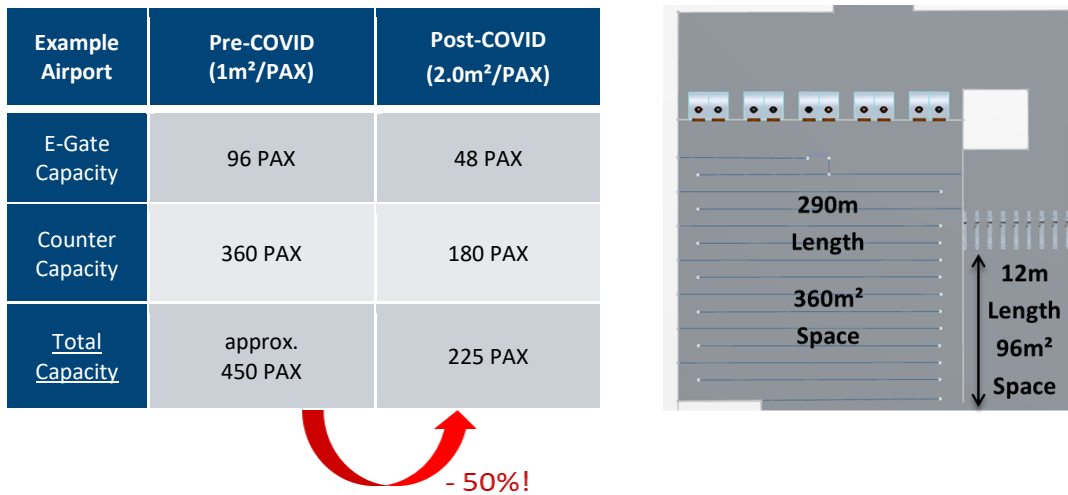 Example
Airport
Pre-COVID
(1m²/PAX)
Post-COVID
(2.0m²/PAX)
E-Gate
Capacity
96 PAX
48 PAX
Counter
Capacity
360 PAX
180 PAX
Total
Capacity
approx.
450 PAX
225 PAX
- 50%!
290m
Length
360m²
Space
12m
Length
96m²
Space